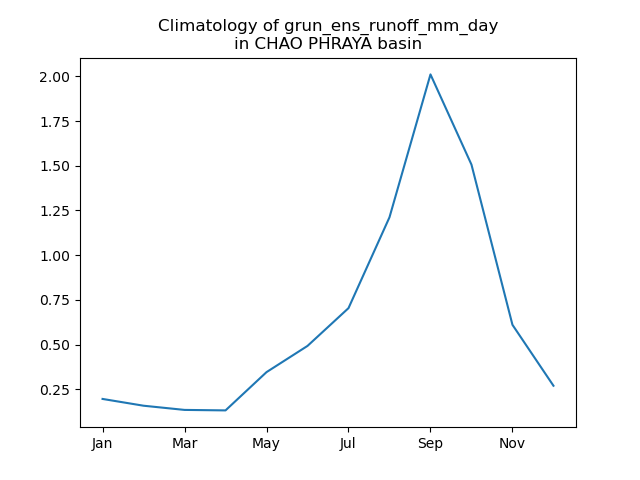 Climatology of grun_ens_runoff_mm_day
in CHAO PHRAYA basin
2.00
1.75
1.50
1.25
1.00
0.75
0.50
0.25
Jan Mar May Jul Sep Nov